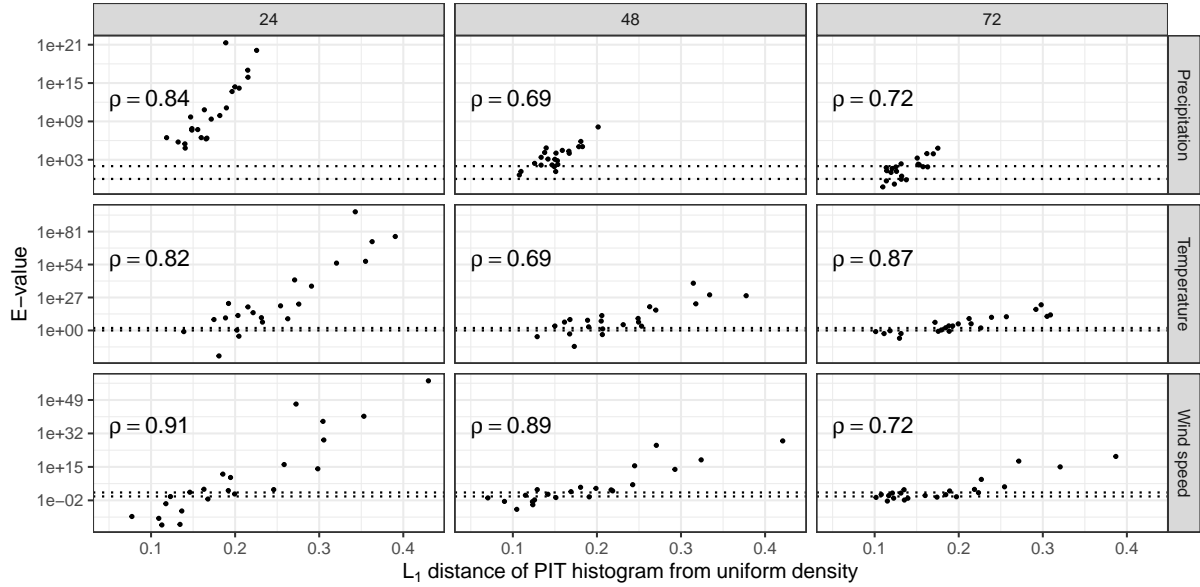 24 48 72
1e+21
1e+15
1e+09
1e+03
ρ = 0.84 ρ = 0.69 ρ = 0.72
Precipitation
1e+81
1e+54
1e+27
1e+00
ρ = 0.82 ρ = 0.69 ρ = 0.87
Temperature
1e+49
1e+32
1e+15
1e−02
ρ = 0.91 ρ = 0.89 ρ = 0.72
Wind speed
E−value
0.1 0.2 0.3 0.4 0.1 0.2 0.3 0.4 0.1 0.2 0.3 0.4
L₁ distance of PIT histogram from uniform density